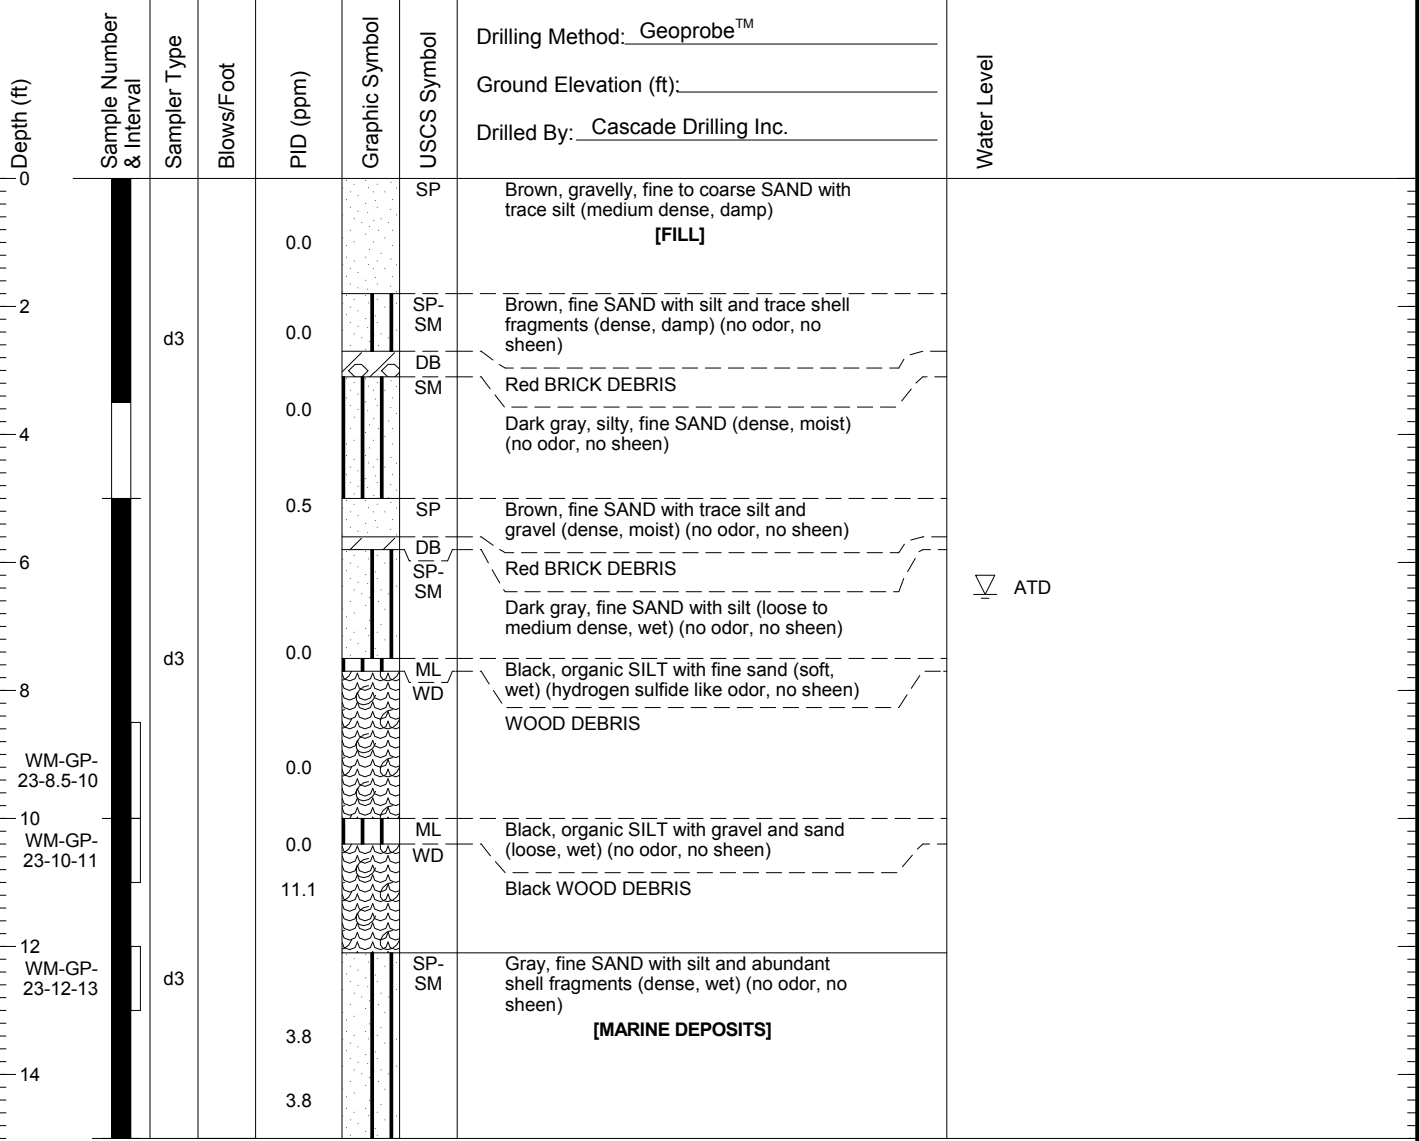 Depth (ft)
Sample Number
& Interval
Sampler Type
Blows/Foot
PID (ppm)
Graphic Symbol
USCS Symbol
Drilling Method: Geoprobe™
Ground Elevation (ft):
Drilled By: Cascade Drilling Inc.
Water Level
0
SP
Brown, gravelly, fine to coarse SAND with
trace silt (medium dense, damp)
[FILL]
0.0
2
SP-
SM
Brown, fine SAND with silt and trace shell
fragments (dense, damp) (no odor, no
sheen)
0.0
d3
DB
Red BRICK DEBRIS
SM
0.0
Dark gray, silty, fine SAND (dense, moist)
(no odor, no sheen)
4
0.5
SP
Brown, fine SAND with trace silt and
gravel (dense, moist) (no odor, no sheen)
DB
Red BRICK DEBRIS
6
SP-
SM
ATD
Dark gray, fine SAND with silt (loose to
medium dense, wet) (no odor, no sheen)
0.0
d3
ML
Black, organic SILT with fine sand (soft,
wet) (hydrogen sulfide like odor, no sheen)
8
WD
WOOD DEBRIS
WM-GP-
23-8.5-10
0.0
10
ML
Black, organic SILT with gravel and sand
(loose, wet) (no odor, no sheen)
WM-GP-
23-10-11
0.0
WD
11.1
Black WOOD DEBRIS
12
WM-GP-
23-12-13
d3
SP-
SM
Gray, fine SAND with silt and abundant
shell fragments (dense, wet) (no odor, no
sheen)
[MARINE DEPOSITS]
3.8
14
3.8